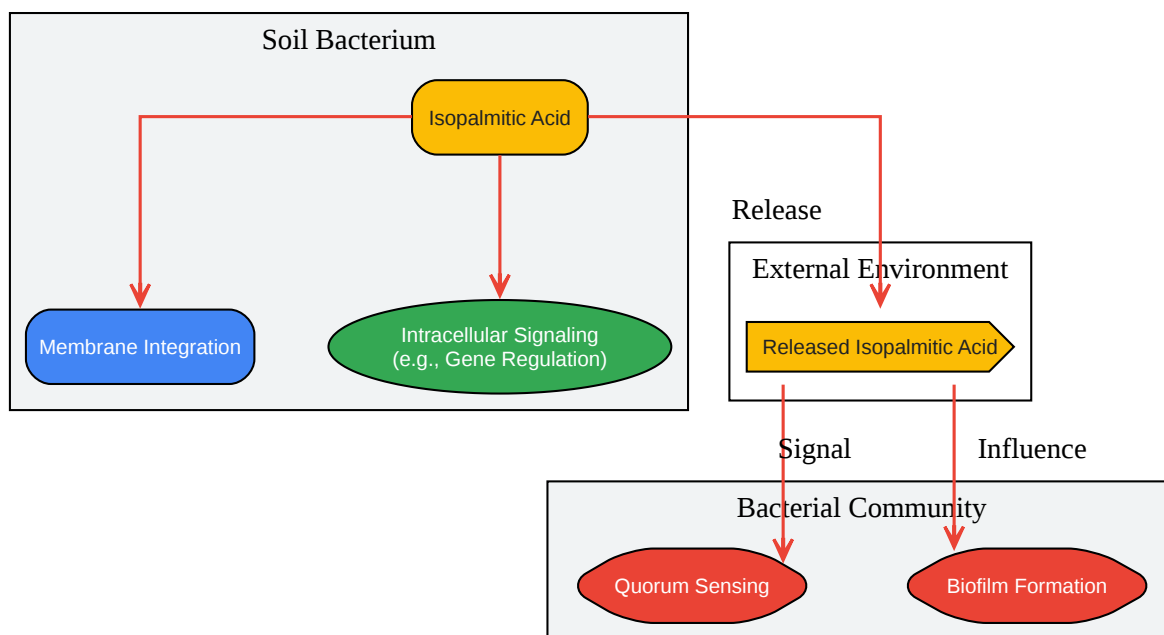 Soil Bacterium
Isopalmitic Acid
Release
External Environment
Membrane Integration
Intracellular Signaling
(e.g., Gene Regulation)
Released Isopalmitic Acid
Signal
Influence
Bacterial Community
Quorum Sensing
Biofilm Formation